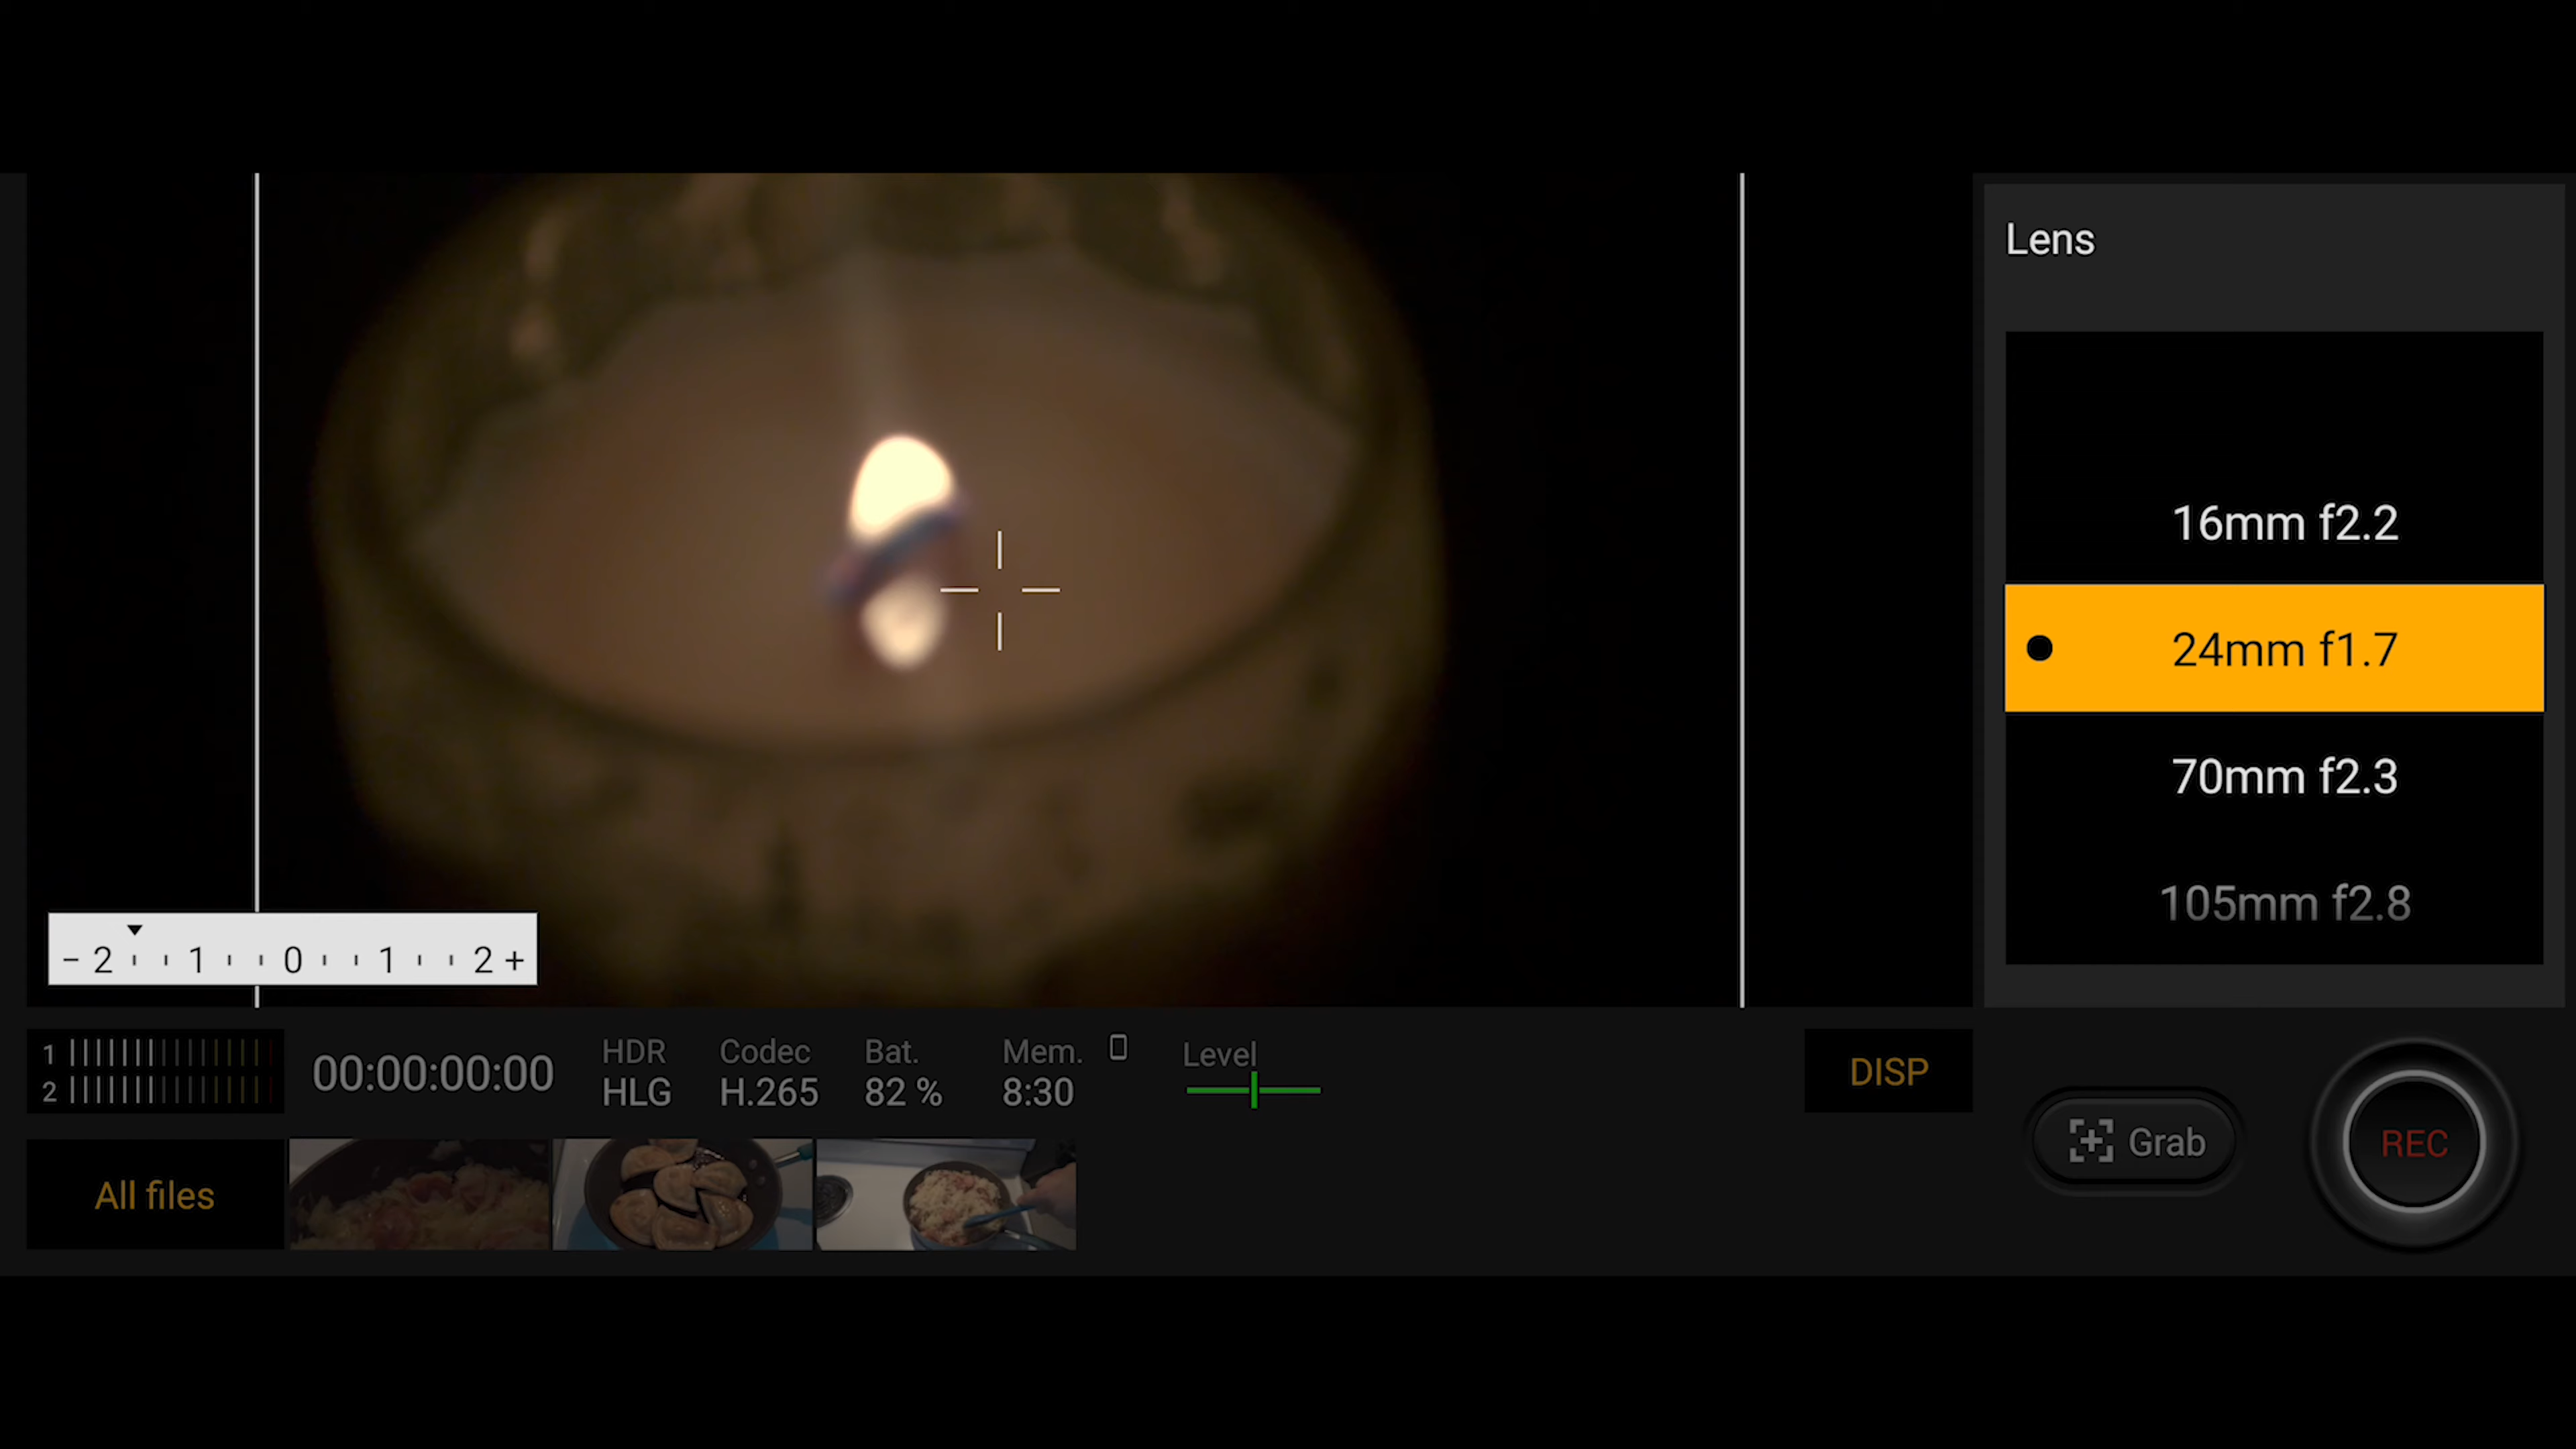 Lens
16mm f2.2
24mm f1.7
70mm f2.3
105mm f2.8
− 2 1 0 1 2 +
1
2
00:00:00:00
HDR
HLG
Codec
H.265
Bat.
82 %
Mem.
8:30
Level
DISP
All files
Grab
REC